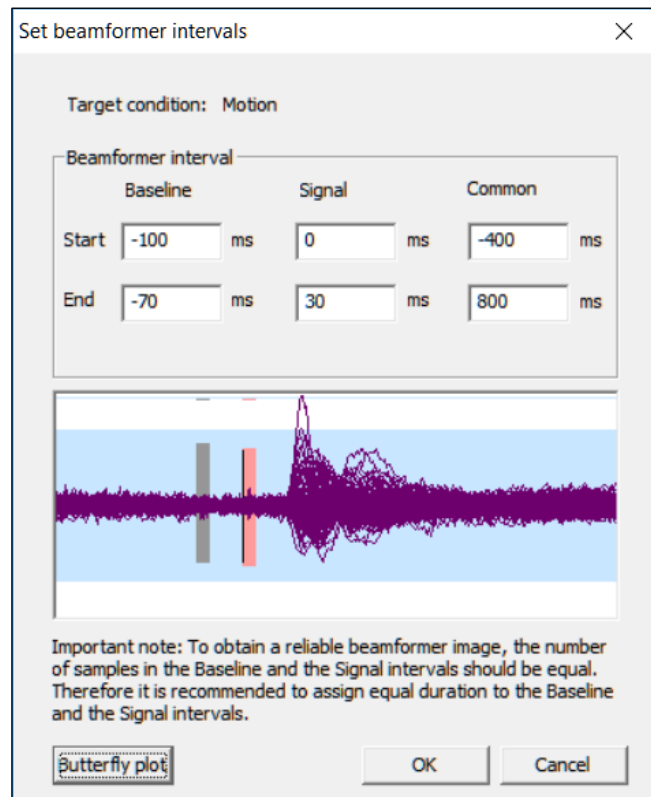 Set beamformer intervals
Target condition: Motion
Beamformer interval
Baseline Signal Common
Start -100 ms 0 ms -400 ms
End -70 ms 30 ms 800 ms
Important note: To obtain a reliable beamformer image, the number
of samples in the Baseline and the Signal intervals should be equal.
Therefore it is recommended to assign equal duration to the Baseline
and the Signal intervals.
Butterfly plot OK Cancel